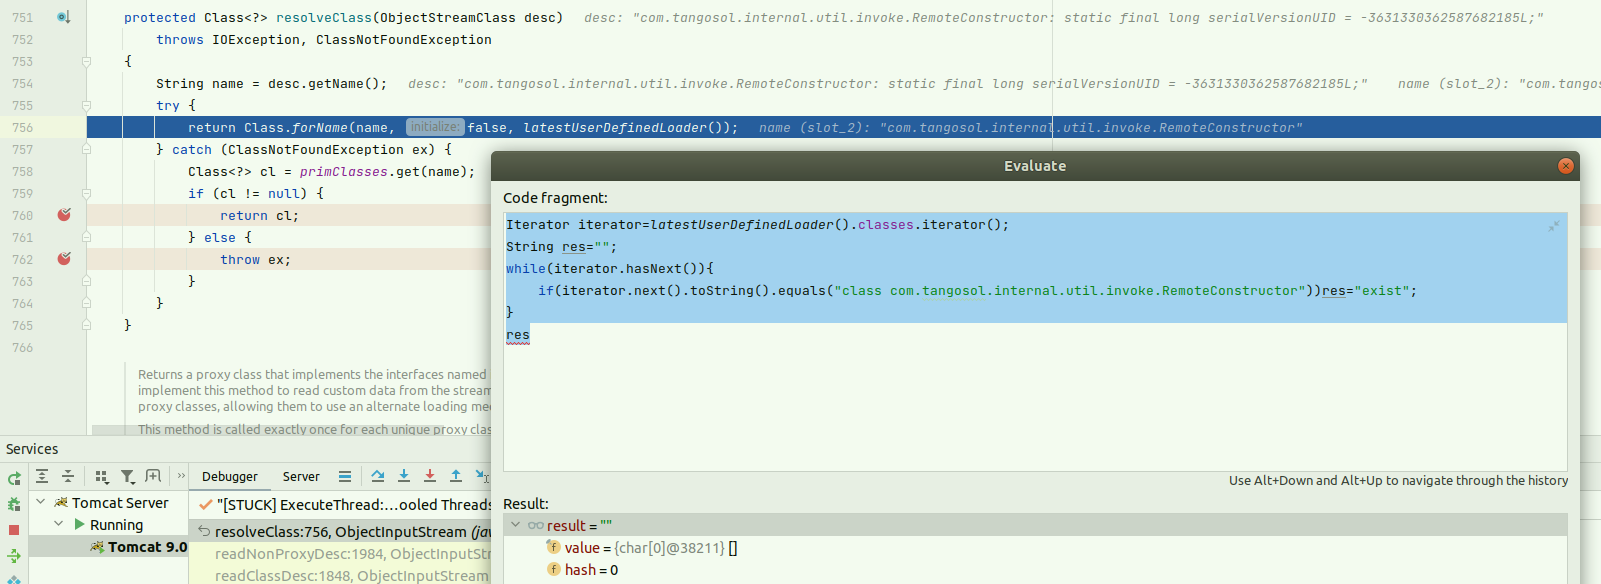 751 protected Class<?> resolveClass(ObjectStreamClass desc) desc: "com.tangosol.internal.util.invoke.RemoteConstructor: static final long serialVersionUID = -3631330362587682185L;"
752 throws IOException, ClassNotFoundException
753 {
754 String name = desc.getName(); desc: "com.tangosol.internal.util.invoke.RemoteConstructor: static final long serialVersionUID = -3631330362587682185L;" name (slot_2): "com.tangos
755 try {
756 return Class.forName(name, initialize: false, latestUserDefinedLoader()); name (slot_2): "com.tangosol.internal.util.invoke.RemoteConstructor"
757 } catch (ClassNotFoundException ex) {
758 Class<?> cl = primClasses.get(name);
759 if (cl != null) {
760 return cl;
761 } else {
762 throw ex;
763 }
764 }
765 }
766
Returns a proxy class that implements the interfaces named
implement this method to read custom data from the stream
proxy classes, allowing them to use an alternate loading me
This method is called exactly once for each unique proxy clas
Evaluate
Code fragment:
Iterator iterator=latestUserDefinedLoader().classes.iterator();
String res="";
while(iterator.hasNext()){
if(iterator.next().toString().equals("class com.tangosol.internal.util.invoke.RemoteConstructor"))res="exist";
}
res
Use Alt+Down and Alt+Up to navigate through the history
Result:
result = ""
value = {char[0]@38211} []
hash = 0
Services
Debugger Server
Tomcat Server
Running
Tomcat 9.0
"[STUCK] ExecuteThread:...ooled Threads
resolveClass:756, ObjectInputStream (jav
readNonProxyDesc:1984, ObjectInputStr
readClassDesc:1848, ObjectInputStream